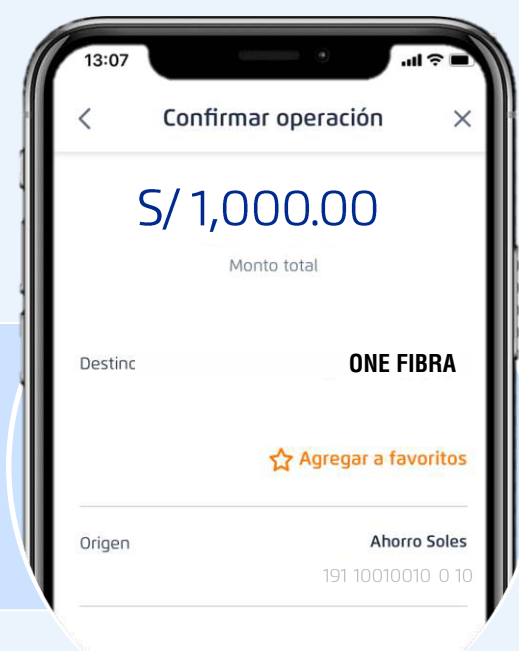 13:07
Confirmar operación
S/ 1,000.00
Monto total
Destino ONE FIBRA
Agregar a favoritos
Origen Ahorro Soles
191 10010010 0 10